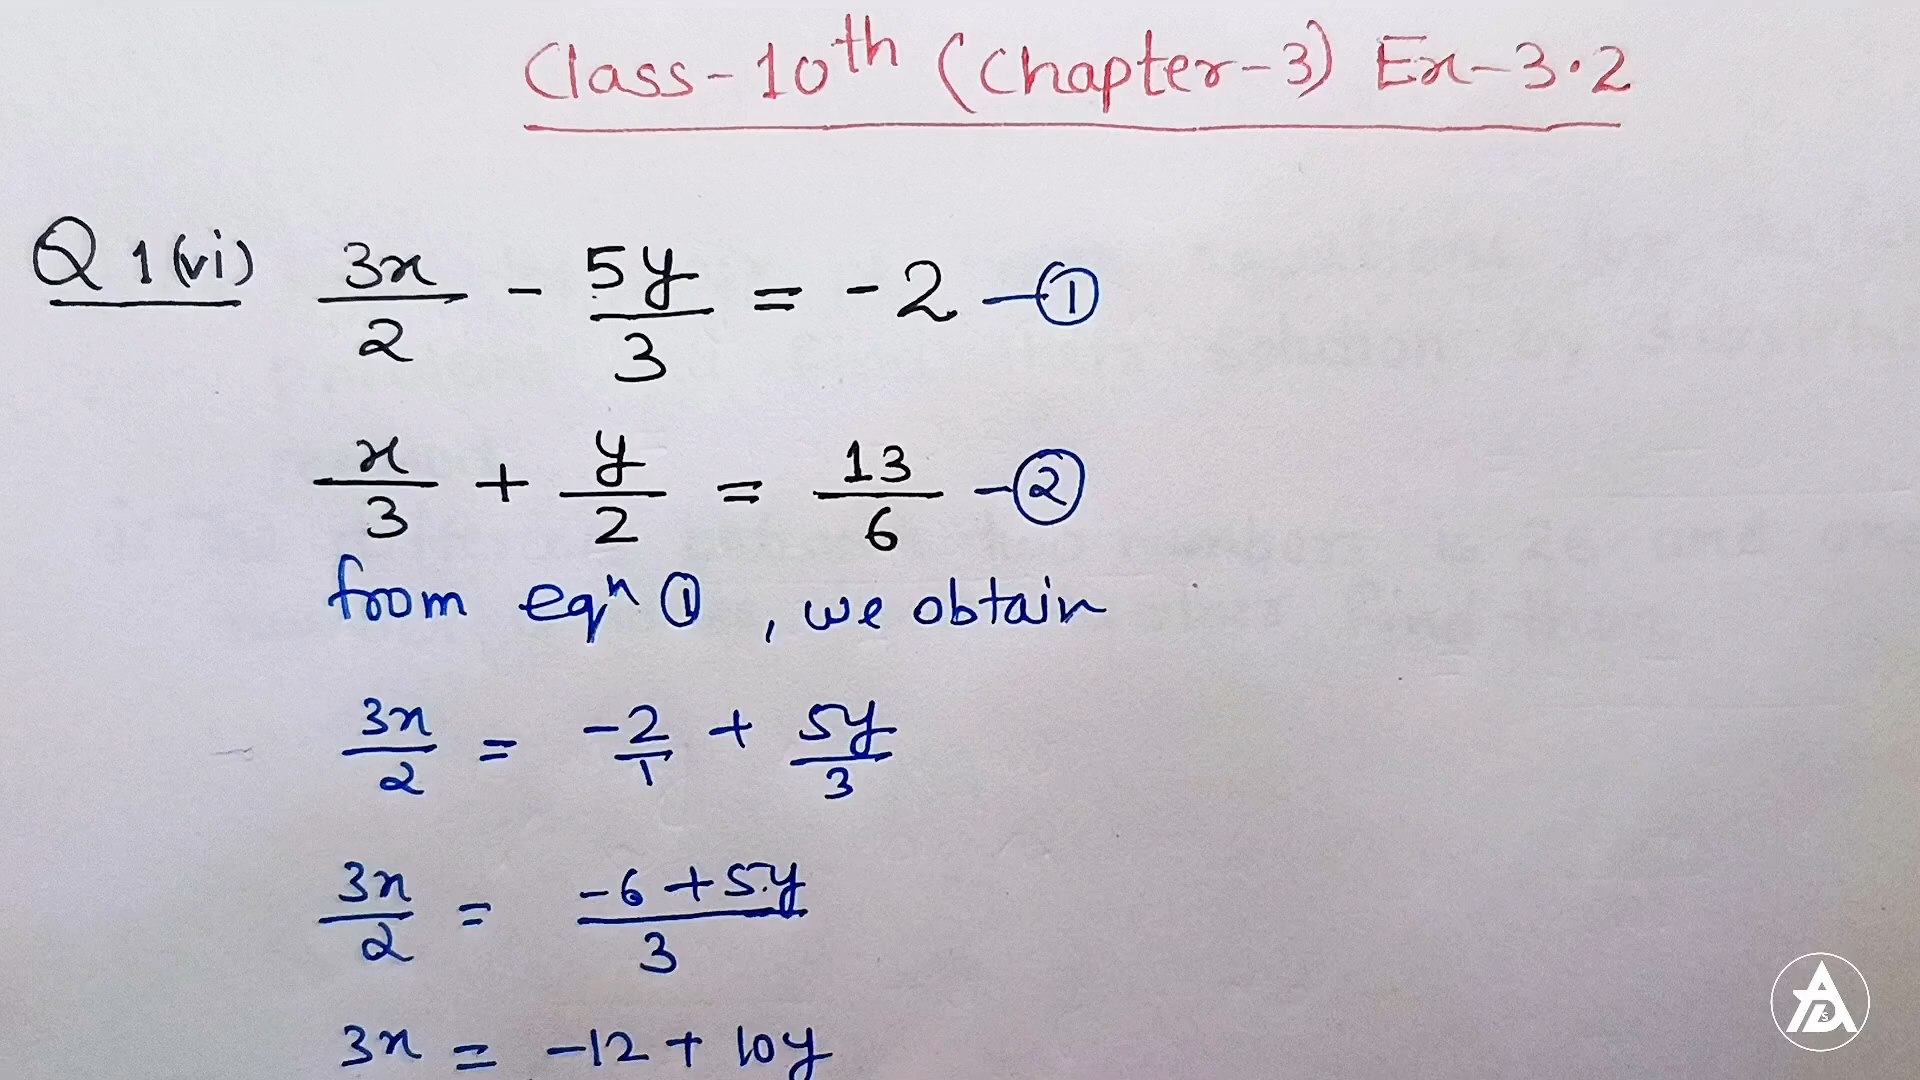 Class-10th (Chapter-3) Ex-3.2
Q 1(vi) 3x/2 - 5y/3 = -2 —①
x/3 + y/2 = 13/6 -②
from eqn ①, we obtain
3x/2 = -2/1 + 5y/3
3x/2 = -6+5y/3
3x = -12 + 10y
ADs